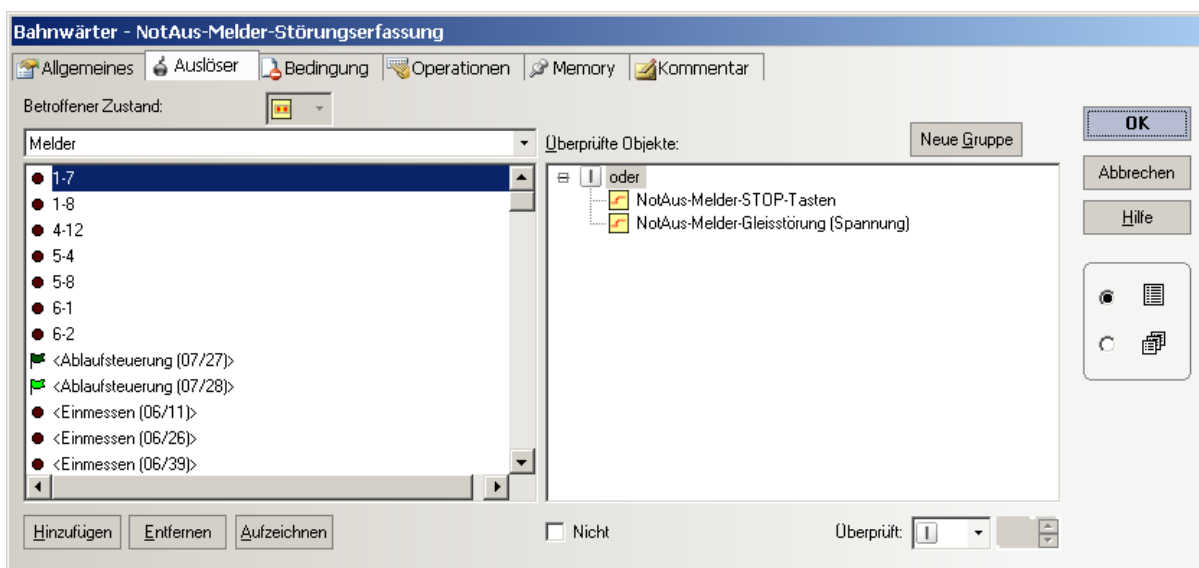 Bahnwärter - NotAus-Melder-Störungserfassung
Allgemeines Auslöser Bedingung Operationen Memory Kommentar
Betroffener Zustand:
Melder
Überprüfte Objekte:
Neue Gruppe
OK
Abbrechen
Hilfe
1-7
1-8
4-12
5-4
5-8
6-1
6-2
<Ablaufsteuerung (07/27)>
<Ablaufsteuerung (07/28)>
<Einmessen (06/11)>
<Einmessen (06/26)>
<Einmessen (06/39)>
oder
NotAus-Melder-STOP-Tasten
NotAus-Melder-Gleisstörung (Spannung)
Hinzufügen Entfernen Aufzeichnen
Nicht
Überprüft: